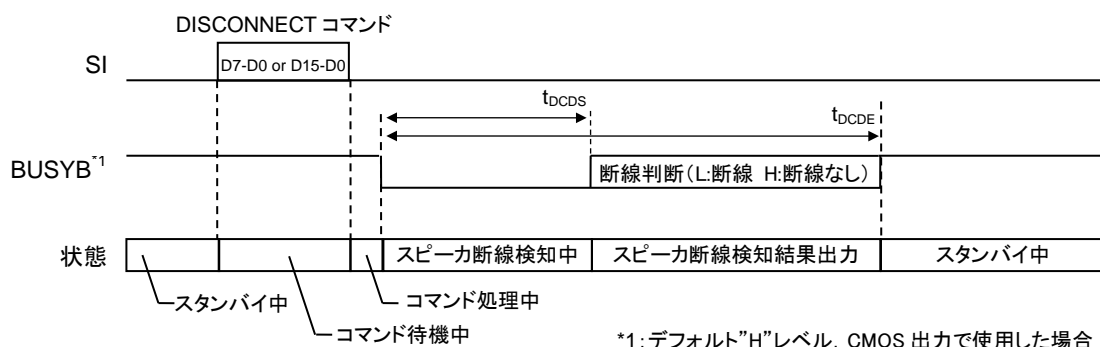 DISCONNECT コマンド
SI
D7-D0 or D15-D0
tDCDS
tDCDE
BUSYB*1
断線判断(L:断線 H:断線なし)
状態
スピーカ断線検知中
スピーカ断線検知結果出力
スタンバイ中
スタンバイ中
コマンド処理中
コマンド待機中
*1:デフォルト"H"レベル、CMOS 出力で使用した場合